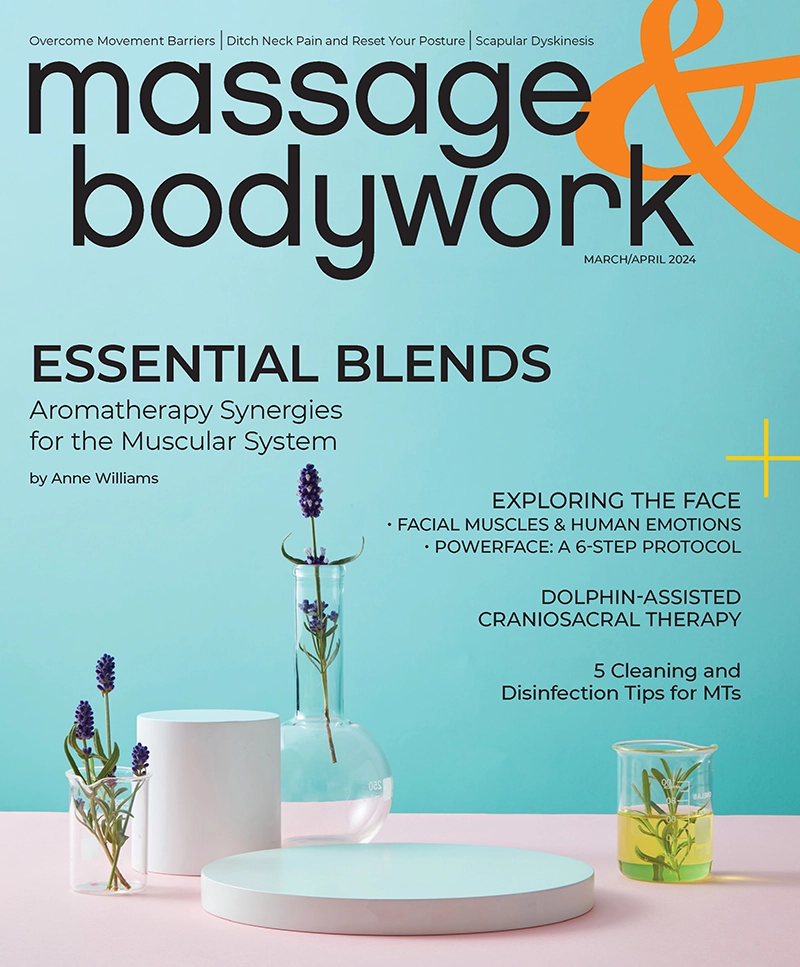 Overcome Movement Barriers | Ditch Neck Pain and Reset Your Posture | Scapular Dyskinesis
massage &
bodywork
MARCH/APRIL 2024
ESSENTIAL BLENDS
Aromatherapy Synergies
for the Muscular System
by Anne Williams
EXPLORING THE FACE
• FACIAL MUSCLES & HUMAN EMOTIONS
• POWERFACE: A 6-STEP PROTOCOL
DOLPHIN-ASSISTED
CRANIOSACRAL THERAPY
5 Cleaning and
Disinfection Tips for MTs
250